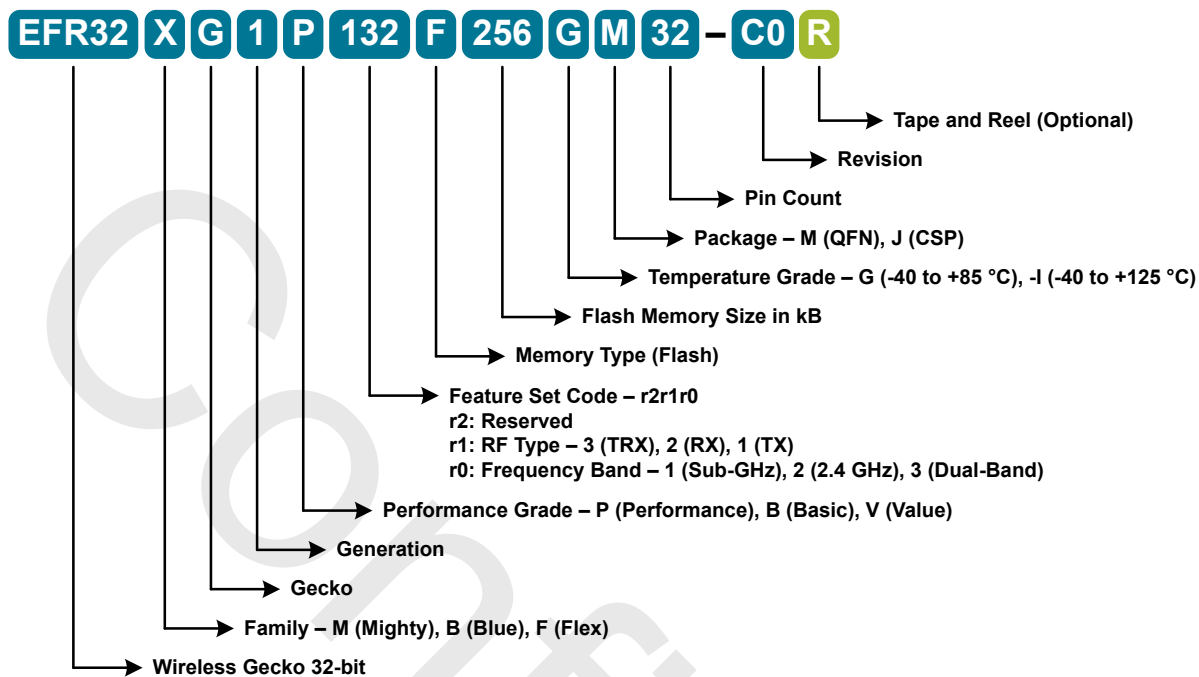 EFR32 X G 1 P 132 F 256 G M 32 – C0 R
Tape and Reel (Optional)
Revision
Pin Count
Package – M (QFN), J (CSP)
Temperature Grade – G (-40 to +85 °C), -I (-40 to +125 °C)
Flash Memory Size in kB
Memory Type (Flash)
Feature Set Code – r2r1r0
r2: Reserved
r1: RF Type – 3 (TRX), 2 (RX), 1 (TX)
r0: Frequency Band – 1 (Sub-GHz), 2 (2.4 GHz), 3 (Dual-Band)
Performance Grade – P (Performance), B (Basic), V (Value)
Generation
Gecko
Family – M (Mighty), B (Blue), F (Flex)
Wireless Gecko 32-bit